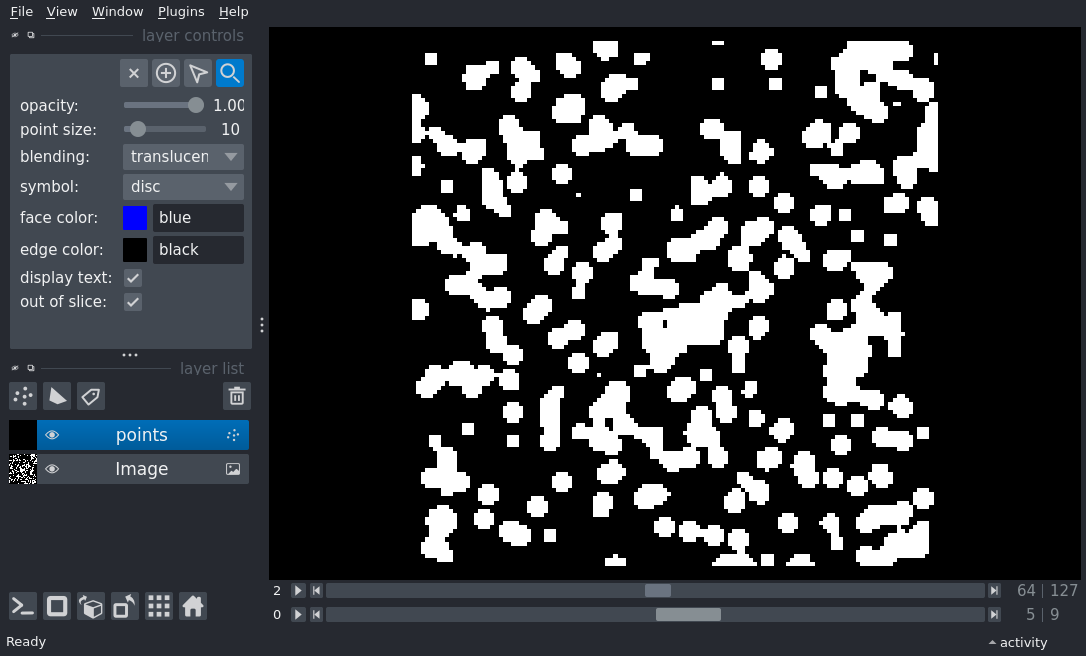 File View Window Plugins Help
layer controls
opacity: 1.00
point size: 10
blending: translucen
symbol: disc
face color: blue
edge color: black
display text:
out of slice:
layer list
points
Image
2 64 | 127
0 5 | 9
Ready activity